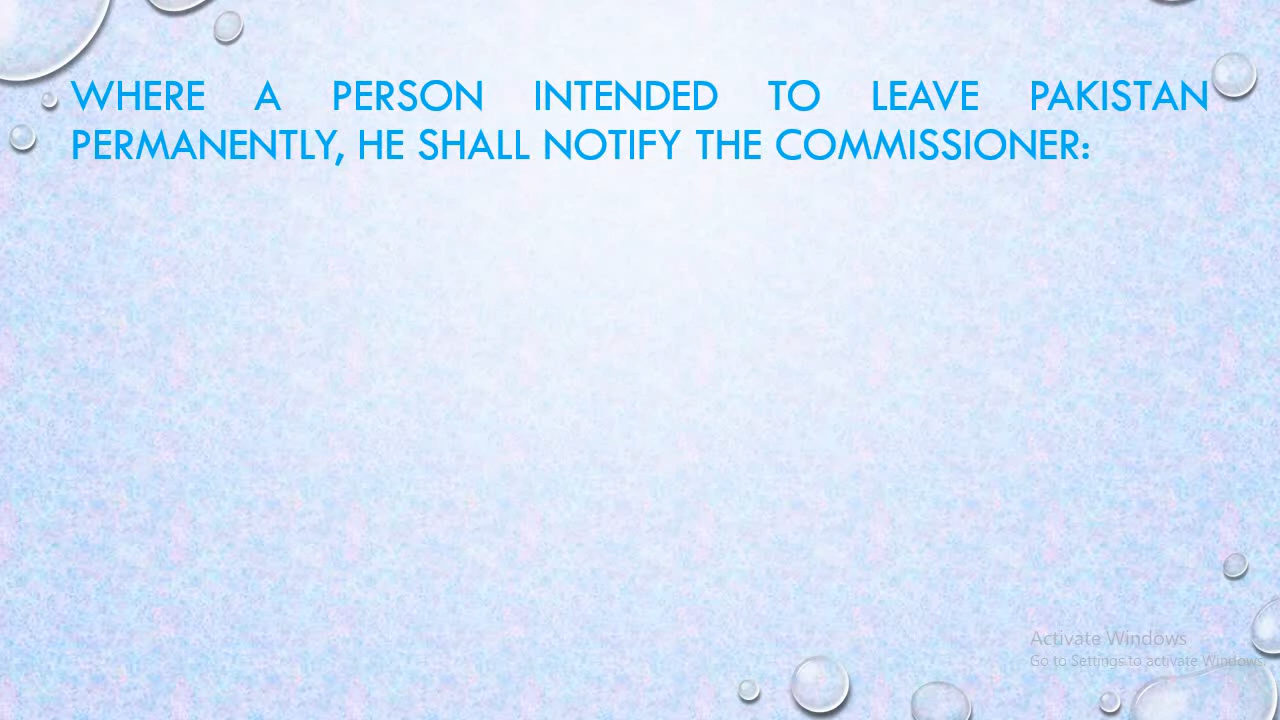 WHERE A PERSON INTENDED TO LEAVE PAKISTAN
PERMANENTLY, HE SHALL NOTIFY THE COMMISSIONER:
Activate Windows
Go to Settings to activate Windows.